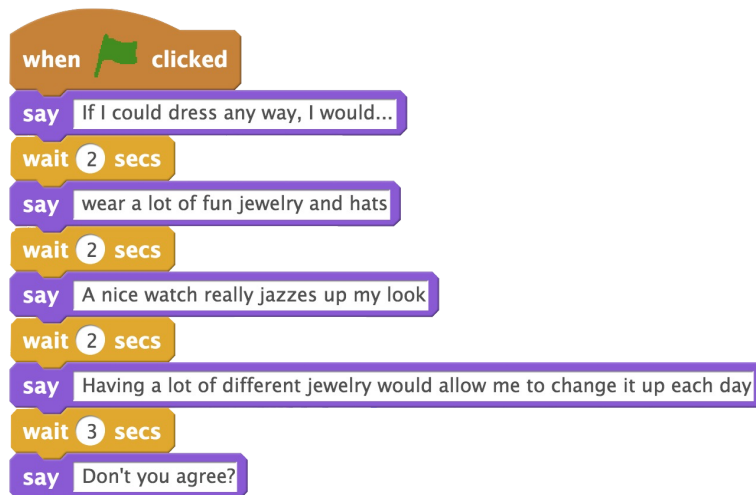 when clicked
say If I could dress any way, I would...
wait 2 secs
say wear a lot of fun jewelry and hats
wait 2 secs
say A nice watch really jazzes up my look
wait 2 secs
say Having a lot of different jewelry would allow me to change it up each day
wait 3 secs
say Don't you agree?